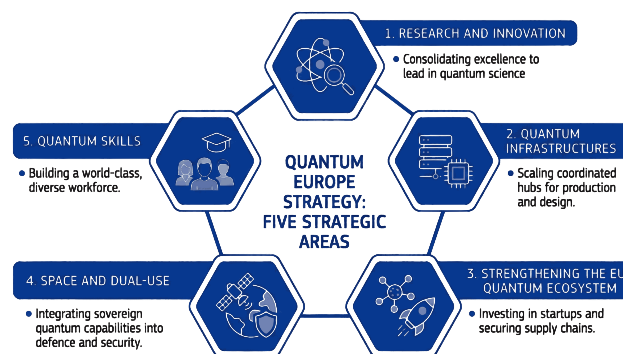 1. RESEARCH AND INNOVATION
• Consolidating excellence to
lead in quantum science
5. QUANTUM SKILLS
• Building a world-class,
diverse workforce.
QUANTUM
EUROPE
STRATEGY:
FIVE STRATEGIC
AREAS
2. QUANTUM
INFRASTRUCTURES
• Scaling coordinated
hubs for production
and design.
4. SPACE AND DUAL-USE
• Integrating sovereign
quantum capabilities into
defence and security.
3. STRENGTHENING THE EU
QUANTUM ECOSYSTEM
• Investing in startups and
securing supply chains.